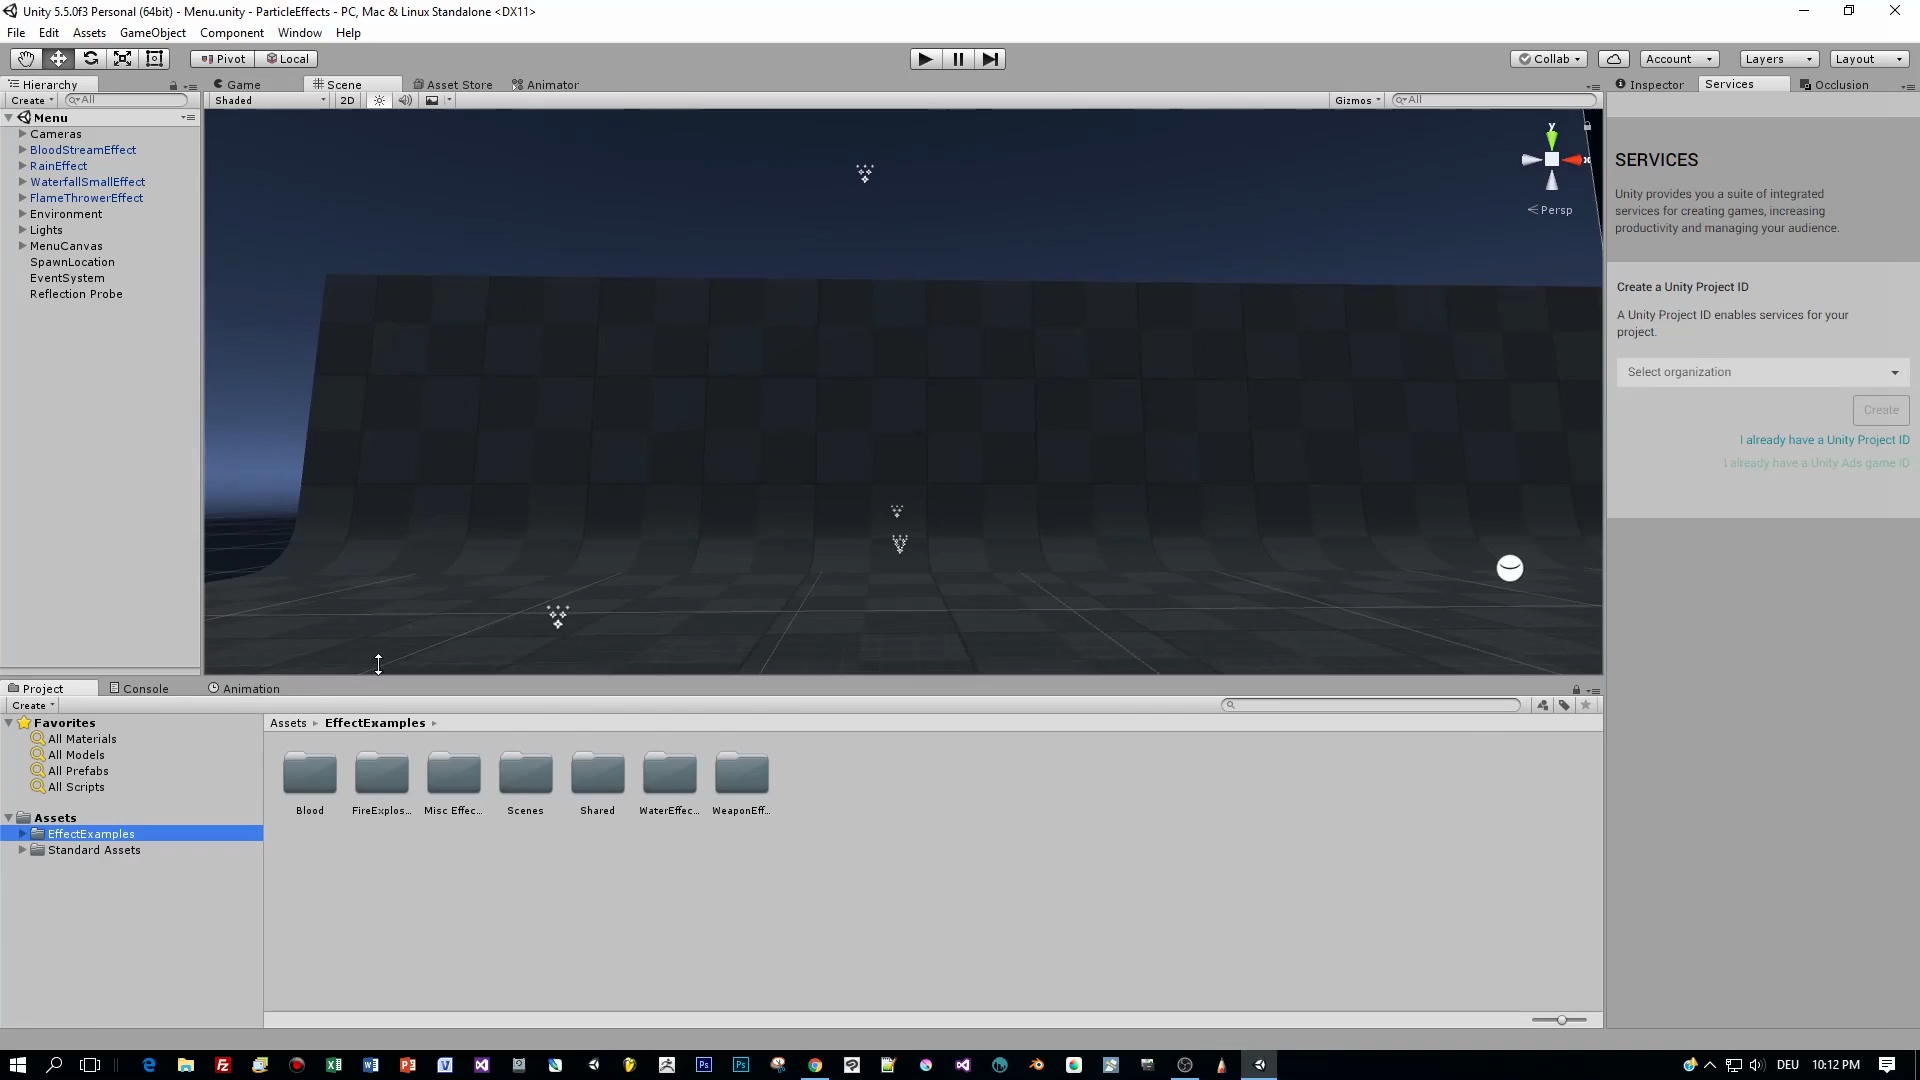 Unity 5.5.0f3 Personal (64bit) - Menu.unity - ParticleEffects - PC, Mac & Linux Standalone <DX11>
File Edit Assets GameObject Component Window Help
Pivot Local Collab Account Layers Layout
Hierarchy Game Scene Asset Store Animator Inspector Services Occlusion
Create All Shaded 2D Gizmos All
Menu
Cameras
BloodStreamEffect
RainEffect
WaterfallSmallEffect
FlameThrowerEffect
Environment
Lights
MenuCanvas
SpawnLocation
EventSystem
Reflection Probe
y
x
Persp
SERVICES
Unity provides you a suite of integrated
services for creating games, increasing
productivity and managing your audience.
Create a Unity Project ID
A Unity Project ID enables services for your
project.
Select organization
Create
I already have a Unity Project ID
I already have a Unity Ads game ID
Project Console Animation
Create
Favorites
All Materials
All Models
All Prefabs
All Scripts
Assets
EffectExamples
Standard Assets
Assets EffectExamples
Blood FireExplos... Misc Effec... Scenes Shared WaterEffec... WeaponEff...
DEU 10:12 PM